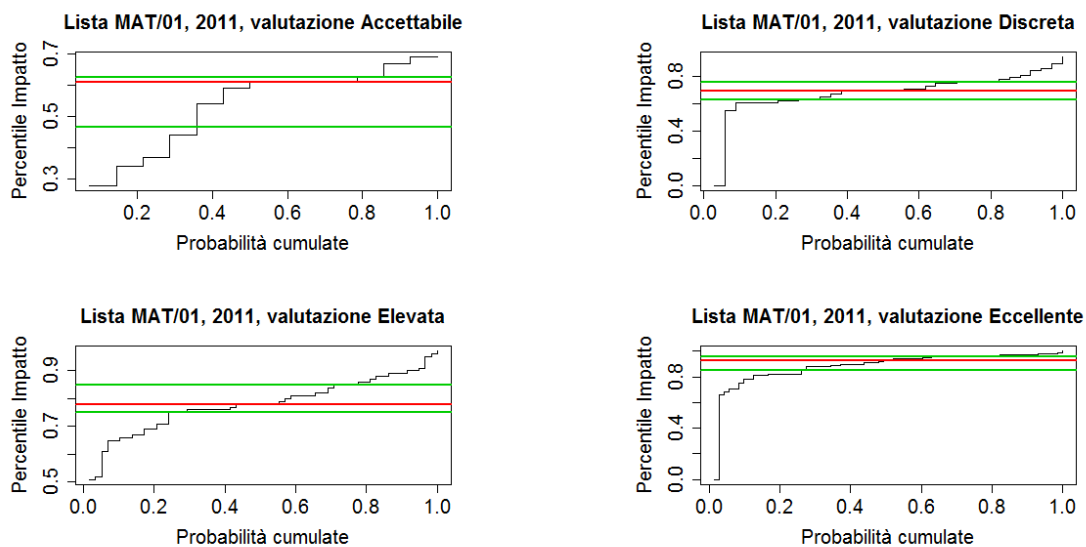 Lista MAT/01, 2011, valutazione Accettabile
Percentile Impatto
0.3 0.5 0.7
0.2 0.4 0.6 0.8 1.0
Probabilità cumulate
Lista MAT/01, 2011, valutazione Discreta
Percentile Impatto
0.0 0.4 0.8
0.0 0.2 0.4 0.6 0.8 1.0
Probabilità cumulate
Lista MAT/01, 2011, valutazione Elevata
Percentile Impatto
0.5 0.7 0.9
0.0 0.2 0.4 0.6 0.8 1.0
Probabilità cumulate
Lista MAT/01, 2011, valutazione Eccellente
Percentile Impatto
0.0 0.4 0.8
0.0 0.2 0.4 0.6 0.8 1.0
Probabilità cumulate